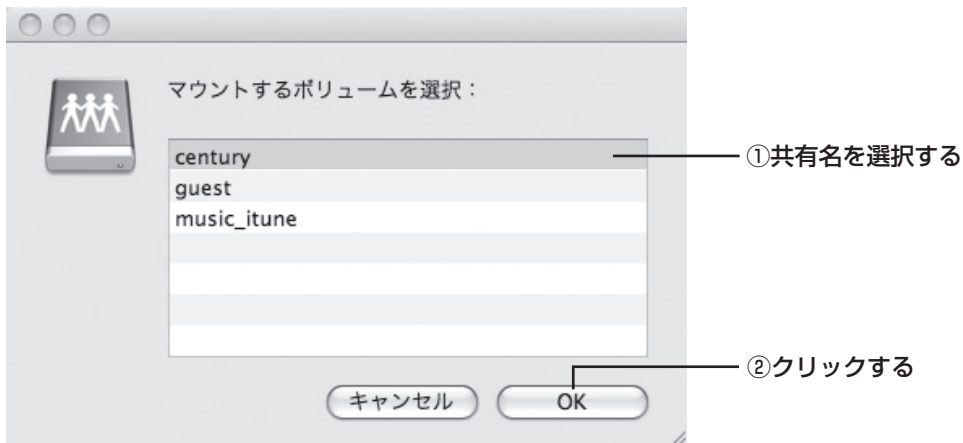 マウントするボリュームを選択：
century
①共有名を選択する
guest
music_itune
②クリックする
キャンセル
OK